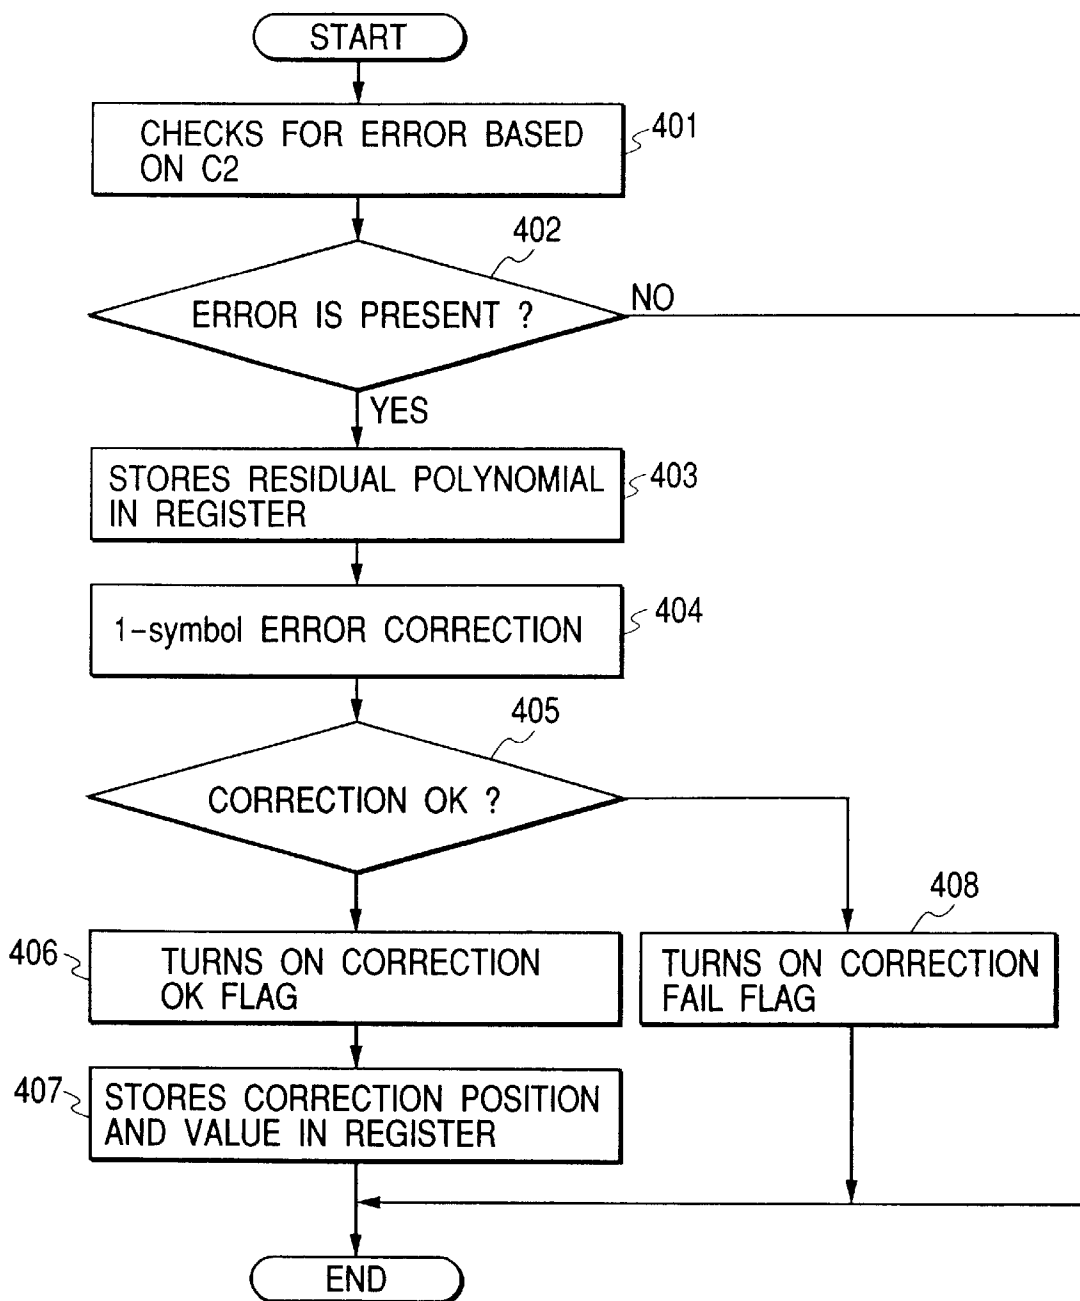 START
CHECKS FOR ERROR BASED
ON C2
401
402
ERROR IS PRESENT ?
NO
YES
STORES RESIDUAL POLYNOMIAL
IN REGISTER
403
1-symbol ERROR CORRECTION
404
405
CORRECTION OK ?
406
TURNS ON CORRECTION
OK FLAG
408
TURNS ON CORRECTION
FAIL FLAG
407
STORES CORRECTION POSITION
AND VALUE IN REGISTER
END